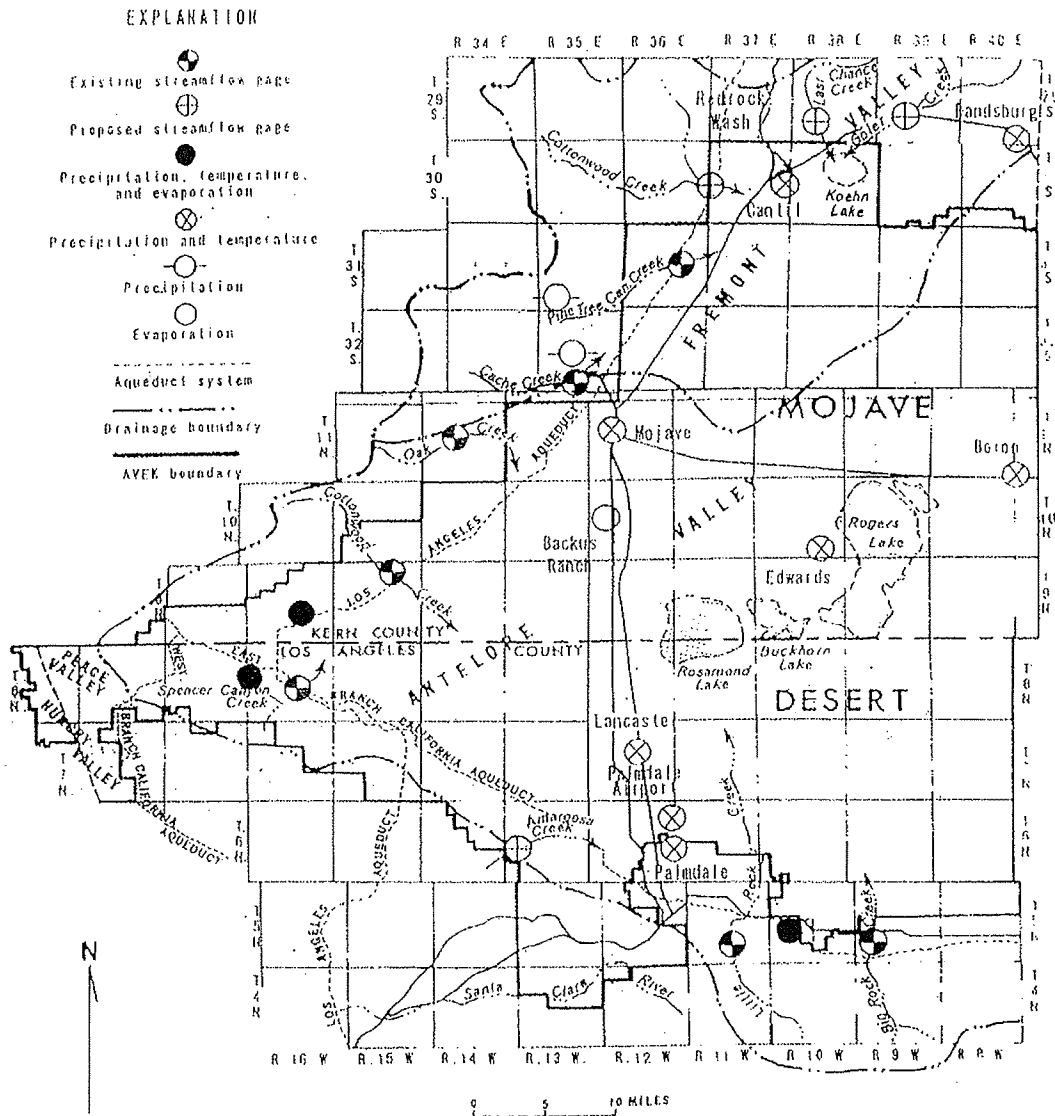 EXPLANATION
Existing streamflow gage
Proposed streamflow gage
Precipitation, temperature,
and evaporation
Precipitation and temperature
Precipitation
Evaporation
Aqueduct system
Drainage boundary
AVEK boundary
R 34 E
R 35 E
R 36 E
R 37 E
R 38 E
R 39 E
R 40 E
T
29
S
T
30
S
T
31
S
T
32
S
T
11
N
T
10
N
Redrock
Wash
Last
Chance
Creek
VALLEY
Creek
Randsburg
Cottonwood Creek
Cantil
Koehn
Lake
Pine Tree Can. Creek
FREMONT
Cache Creek
MOJAVE
Mojave
Boron
Oak Creek
AQUEDUCT
Cottonwood
Creek
ANGELES
LOS
Backus
Ranch
VALLEY
Rogers
Lake
Edwards
KERN COUNTY
LOS ANGELES COUNTY
ANTELOPE
Buckhorn
Lake
Rosamond
Lake
DESERT
PEACE
VALLEY
HUNGRY
VALLEY
WEST
BRANCH CALIFORNIA
AQUEDUCT
EAST
BRANCH CALIFORNIA AQUEDUCT
Spencer Canyon
Creek
Lancaster
Palmdale
Airport
Amargosa
Creek
Palmdale
Rock
Creek
Little
Big Rock
Creek
LOS
ANGELES
AQUEDUCT
Santa Clara River
N
R 16 W
R.15 W
R.14 W
R.13 W.
R.12 W
R 11 W
R 10 W
R 9 W
R 8 W
0 5 10 MILES